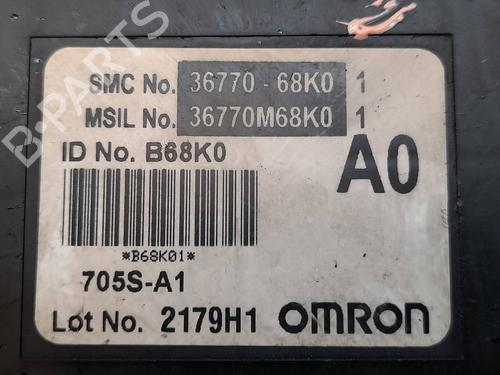 SMC No. 36770 - 68K0 1
MSIL No. 36770M68K0 1
ID No. B68K0
A0
*B68K01*
705S-A1
Lot No. 2179H1 OMRON
B-PARTS